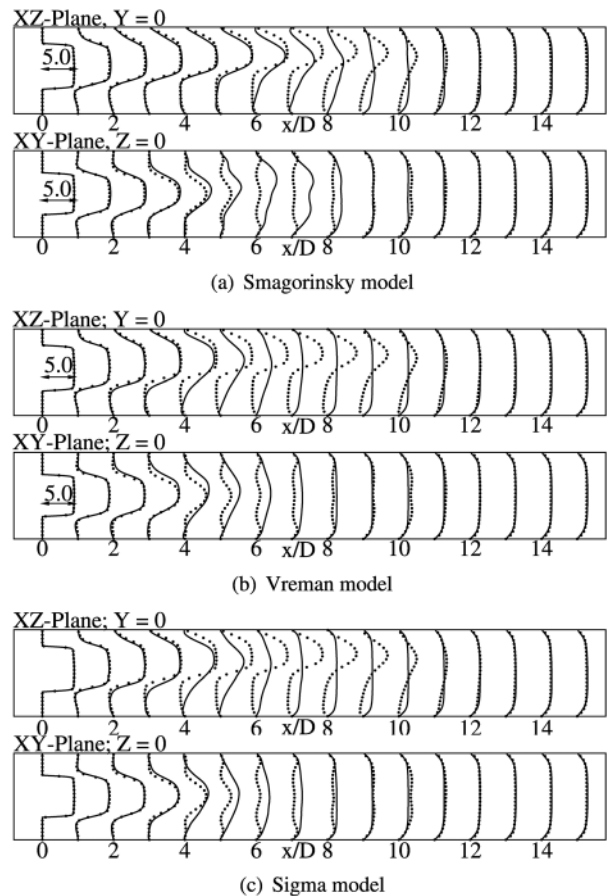 XZ-Plane, Y = 0
5.0
0 2 4 6 x/D 8 10 12 14
XY-Plane, Z = 0
5.0
0 2 4 6 x/D 8 10 12 14
(a) Smagorinsky model
XZ-Plane; Y = 0
5.0
0 2 4 6 x/D 8 10 12 14
XY-Plane; Z = 0
5.0
0 2 4 6 x/D 8 10 12 14
(b) Vreman model
XZ-Plane; Y = 0
0 2 4 6 x/D 8 10 12 14
XY-Plane; Z = 0
0 2 4 6 x/D 8 10 12 14
(c) Sigma model